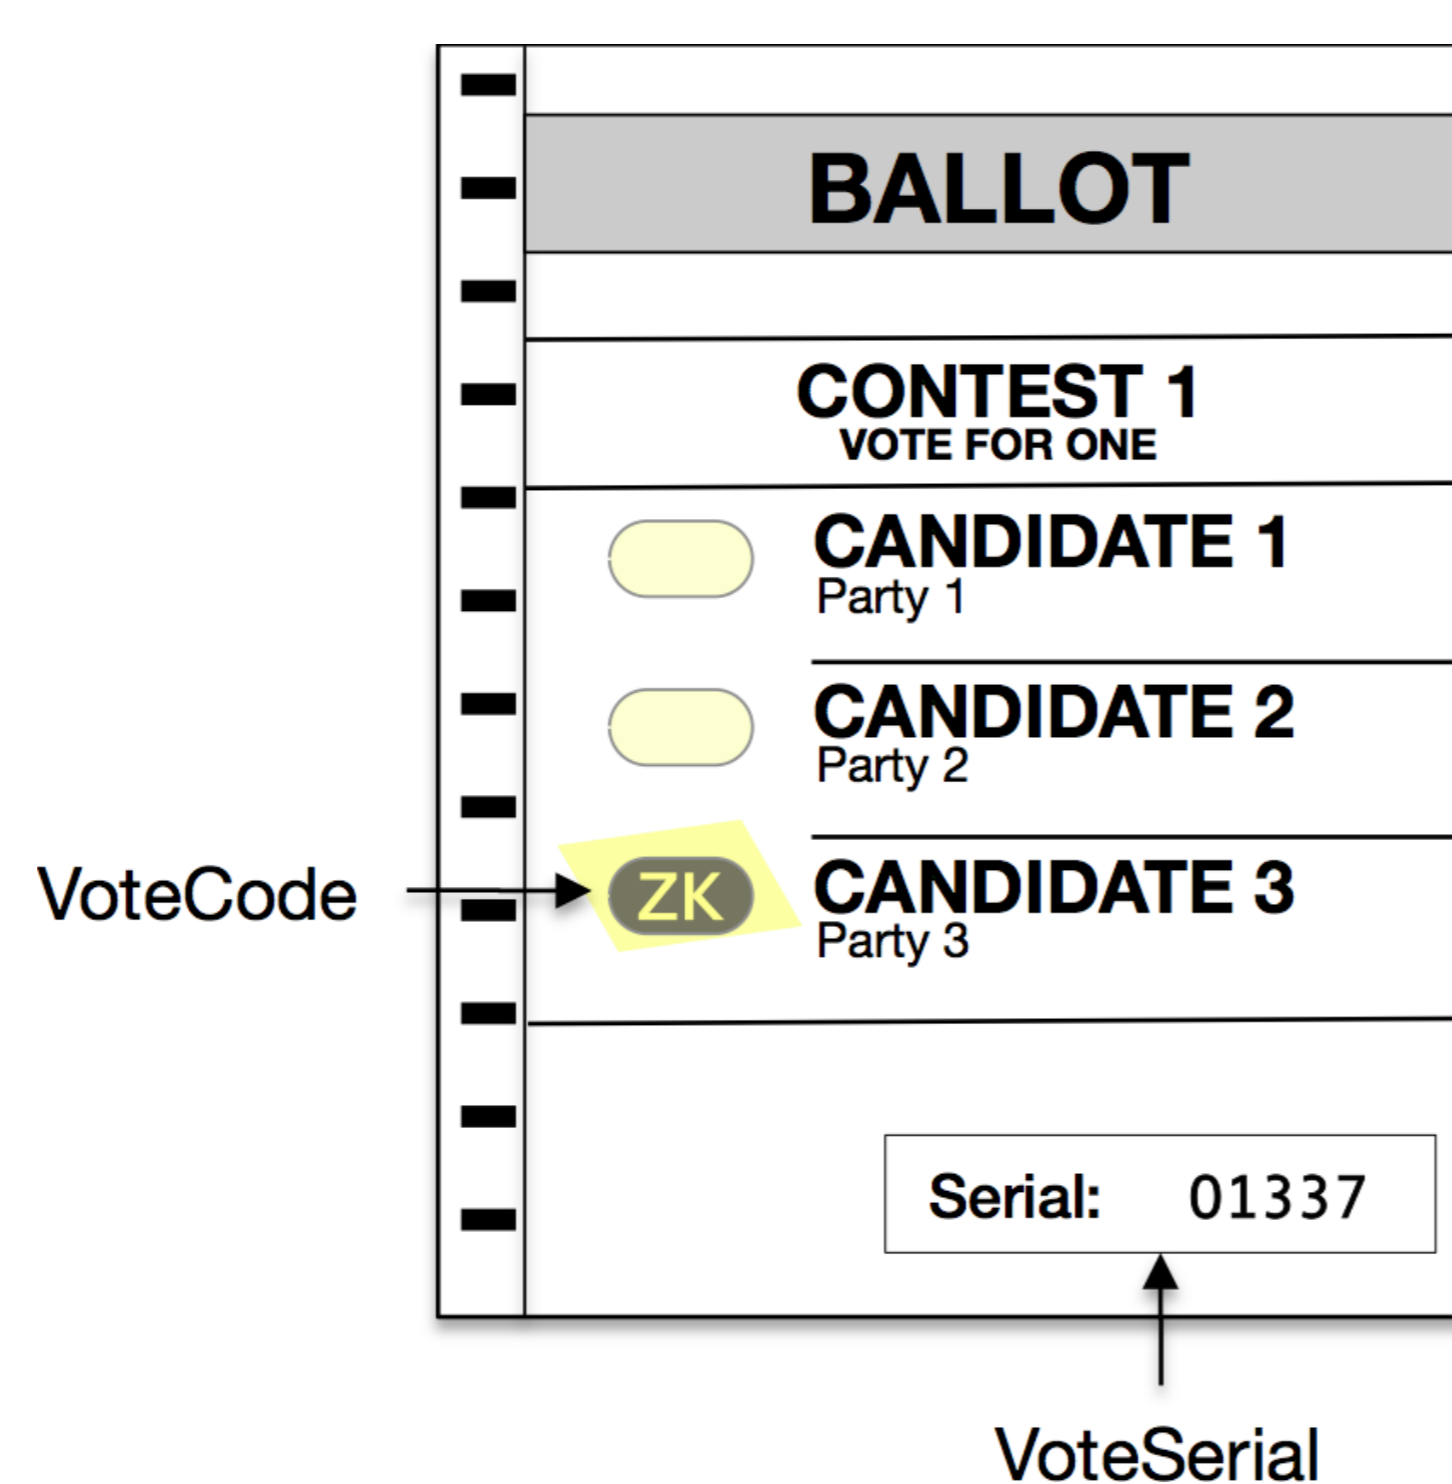 BALLOT
CONTEST 1
VOTE FOR ONE
CANDIDATE 1
Party 1
CANDIDATE 2
Party 2
VoteCode
ZK
CANDIDATE 3
Party 3
Serial: 01337
VoteSerial